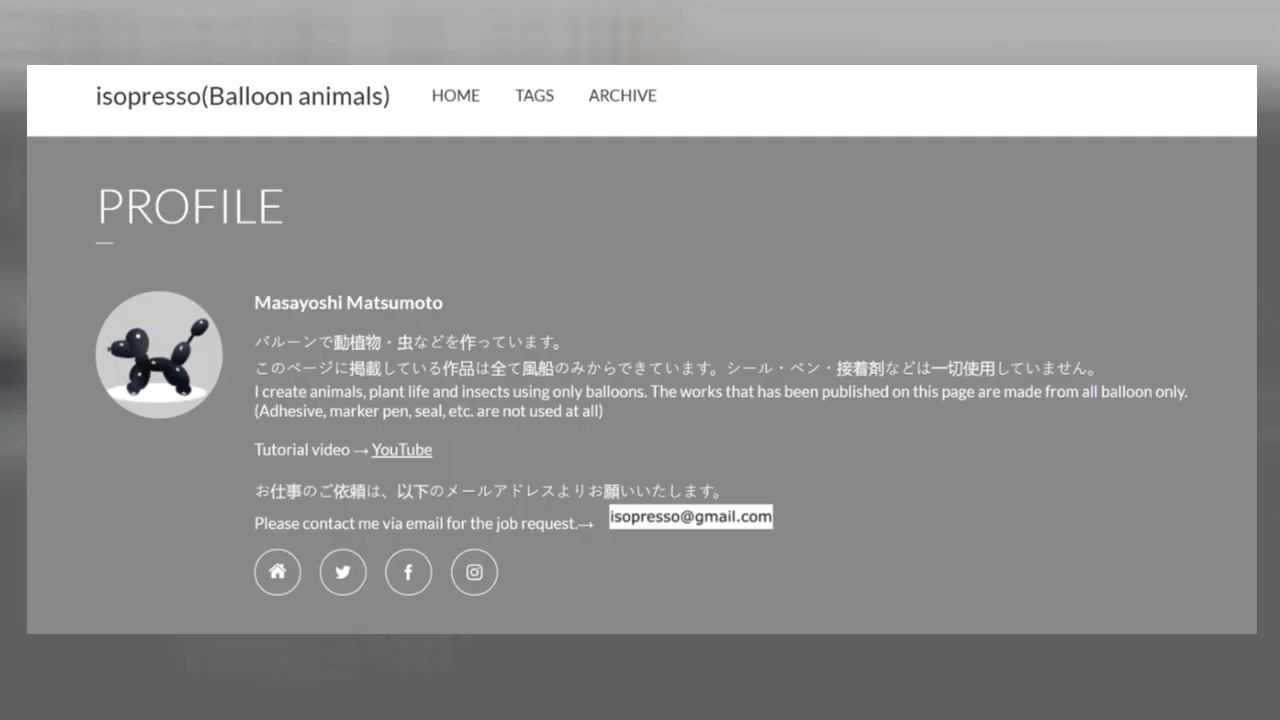 isopresso(Balloon animals) HOME TAGS ARCHIVE
PROFILE
Masayoshi Matsumoto
バルーンで動植物・虫などを作っています。
このページに掲載している作品は全て風船のみからできています。シール・ペン・接着剤などは一切使用していません。
I create animals, plant life and insects using only balloons. The works that has been published on this page are made from all balloon only.
(Adhesive, marker pen, seal, etc. are not used at all)
Tutorial video → YouTube
お仕事のご依頼は、以下のメールアドレスよりお願いいたします。
Please contact me via email for the job request.→ isopresso@gmail.com